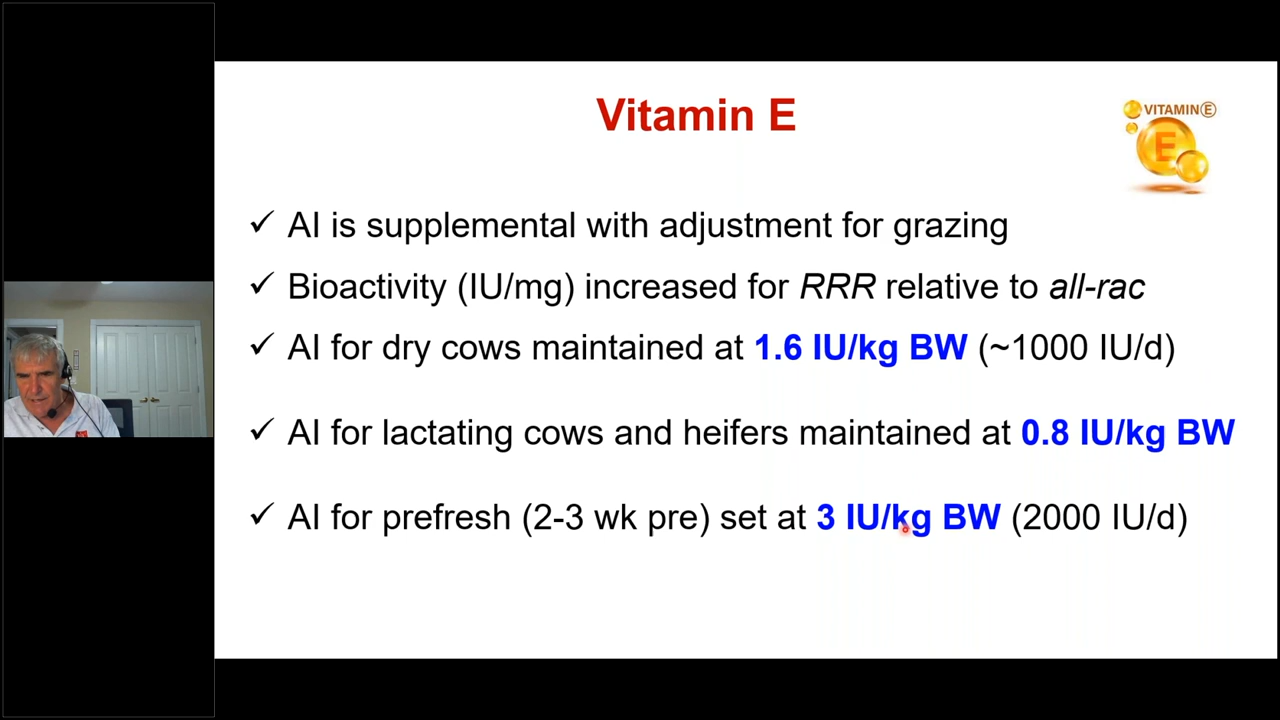 Vitamin E
VITAMIN E
E
✓ AI is supplemental with adjustment for grazing
✓ Bioactivity (IU/mg) increased for RRR relative to all-rac
✓ AI for dry cows maintained at 1.6 IU/kg BW (~1000 IU/d)
✓ AI for lactating cows and heifers maintained at 0.8 IU/kg BW
✓ AI for prefresh (2-3 wk pre) set at 3 IU/kg BW (2000 IU/d)